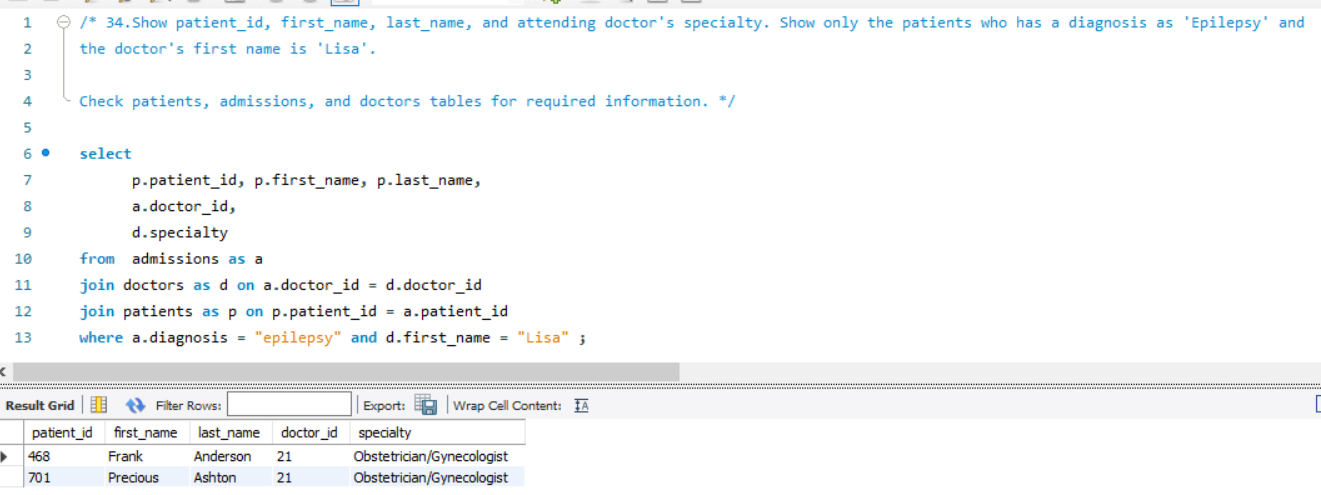 1 /* 34.Show patient_id, first_name, last_name, and attending doctor's specialty. Show only the patients who has a diagnosis as 'Epilepsy' and
2 the doctor's first name is 'Lisa'.
3
4 Check patients, admissions, and doctors tables for required information. */
5
6 select
7 p.patient_id, p.first_name, p.last_name,
8 a.doctor_id,
9 d.specialty
10 from admissions as a
11 join doctors as d on a.doctor_id = d.doctor_id
12 join patients as p on p.patient_id = a.patient_id
13 where a.diagnosis = "epilepsy" and d.first_name = "Lisa" ;
Result Grid Filter Rows: Export: Wrap Cell Content:
patient_id first_name last_name doctor_id specialty
468 Frank Anderson 21 Obstetrician/Gynecologist
701 Precious Ashton 21 Obstetrician/Gynecologist